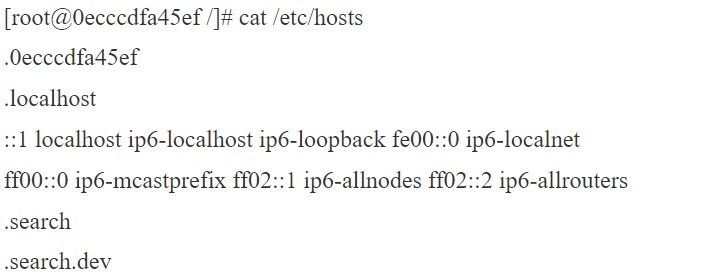 [root@0ecccdfa45ef /]# cat /etc/hosts
.0ecccdfa45ef
.localhost
::1 localhost ip6-localhost ip6-loopback fe00::0 ip6-localnet
ff00::0 ip6-mcastprefix ff02::1 ip6-allnodes ff02::2 ip6-allrouters
.search
.search.dev